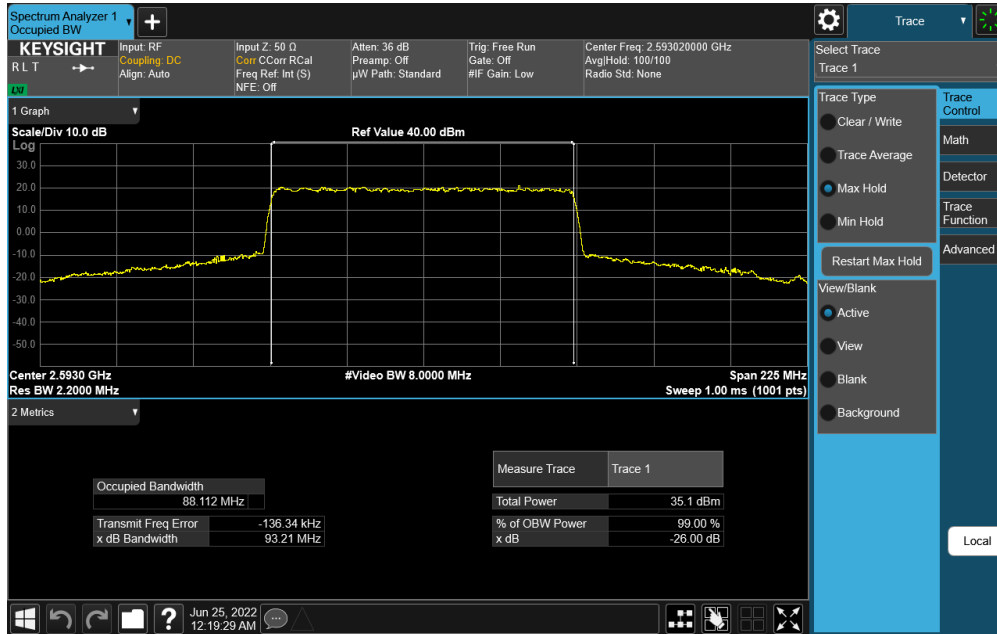 Spectrum Analyzer 1
Occupied BW
Trace
KEYSIGHT
R L T
LXI
Input: RF
Coupling: DC
Align: Auto
Input Z: 50 Ω
Corr CCorr RCal
Freq Ref: Int (S)
NFE: Off
Atten: 36 dB
Preamp: Off
µW Path: Standard
Trig: Free Run
Gate: Off
#IF Gain: Low
Center Freq: 2.593020000 GHz
Avg|Hold: 100/100
Radio Std: None
1 Graph
Scale/Div 10.0 dB
Ref Value 40.00 dBm
Log
30.0
20.0
10.0
0.00
-10.0
-20.0
-30.0
-40.0
-50.0
Center 2.5930 GHz
#Video BW 8.0000 MHz
Span 225 MHz
Res BW 2.2000 MHz
Sweep 1.00 ms (1001 pts)
2 Metrics
Occupied Bandwidth
88.112 MHz
Transmit Freq Error -136.34 kHz
x dB Bandwidth 93.21 MHz
Measure Trace Trace 1
Total Power 35.1 dBm
% of OBW Power 99.00 %
x dB -26.00 dB
Jun 25, 2022
12:19:29 AM
Select Trace
Trace 1
Trace Type
Clear / Write
Trace Average
Max Hold
Min Hold
Restart Max Hold
View/Blank
Active
View
Blank
Background
Trace
Control
Math
Detector
Trace
Function
Advanced
Local